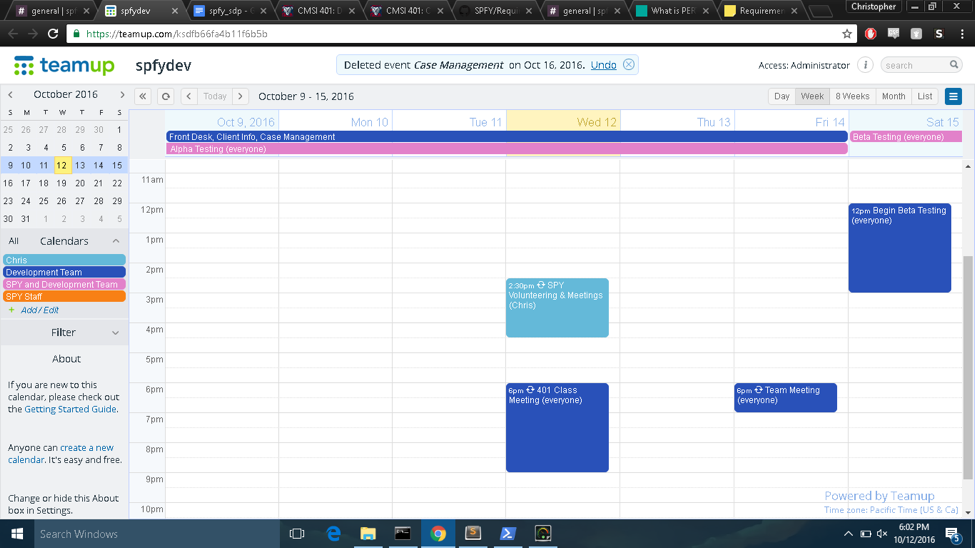 # general | sp
spfydev
spfy_sdp - G
CMSI 401: D
CMSI 401: C
SPFY/Requi
# general | spf
What is PER
Requiremen
Christopher
https://teamup.com/ksdfb66fa4b11f6b5b
teamup
spfydev
Deleted event Case Management on Oct 16, 2016. Undo
Access: Administrator
search
October 2016
Today
October 9 - 15, 2016
Day Week 8 Weeks Month List
S M T W T F S
25 26 27 28 29 30 1
2 3 4 5 6 7 8
9 10 11 12 13 14 15
16 17 18 19 20 21 22
23 24 25 26 27 28 29
30 31 1 2 3 4 5
All Calendars
Chris
Development Team
SPY and Development Team
SPY Staff
+ Add/Edit
Filter
About
If you are new to this
calendar, please check out
the Getting Started Guide.
Anyone can create a new
calendar. It's easy and free.
Change or hide this About
box in Settings.
Oct 9, 2016 Mon 10 Tue 11 Wed 12 Thu 13 Fri 14 Sat 15
Front Desk, Client Info, Case Management
Alpha Testing (everyone)
Beta Testing (everyone)
11am
12pm
1pm
2pm
3pm
4pm
5pm
6pm
7pm
8pm
9pm
10pm
12pm Begin Beta Testing
(everyone)
2:30pm SPY
Volunteering & Meetings
(Chris)
6pm 401 Class
Meeting (everyone)
6pm Team Meeting
(everyone)
Powered by Teamup
Time zone: Pacific Time (US & Ca)
Search Windows
6:02 PM
10/12/2016
5